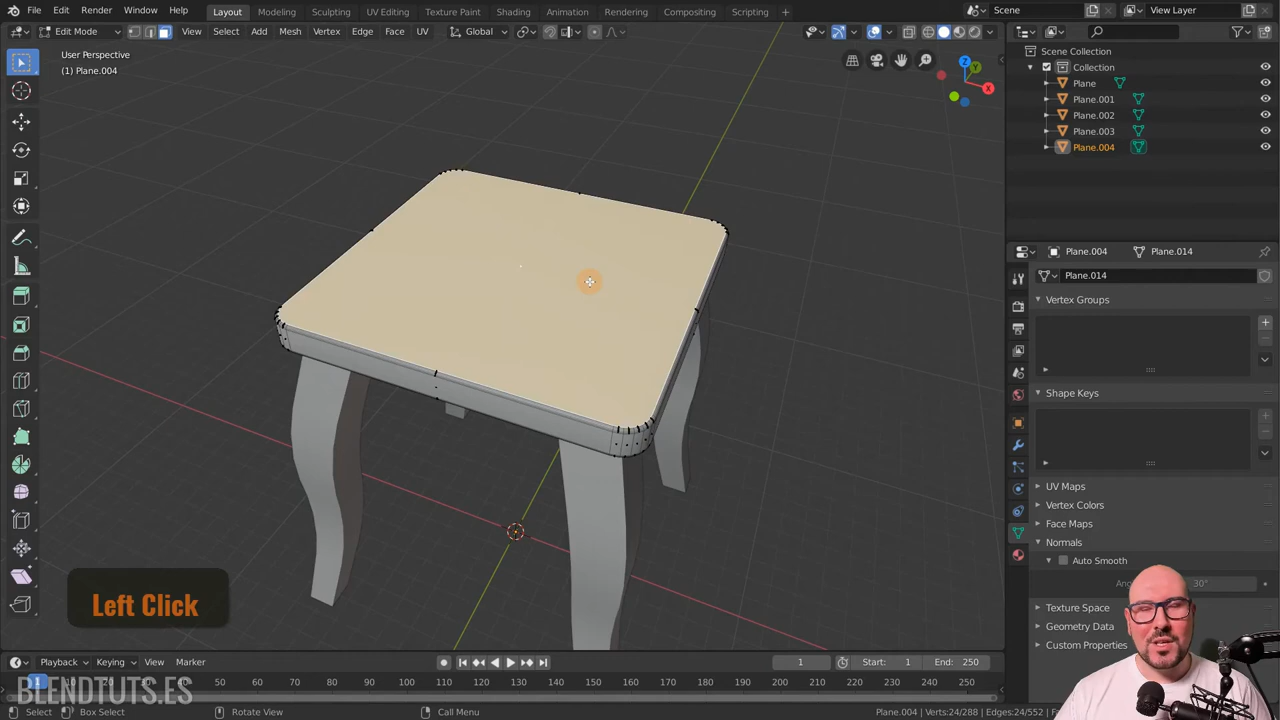 File Edit Render Window Help
Layout Modeling Sculpting UV Editing Texture Paint Shading Animation Rendering Compositing Scripting +
Scene
View Layer
Edit Mode View Select Add Mesh Vertex Edge Face UV
Global
User Perspective
(1) Plane.004
Z
Y
X
Scene Collection
Collection
Plane
Plane.001
Plane.002
Plane.003
Plane.004
Plane.004 Plane.014
Plane.014
Vertex Groups
Shape Keys
UV Maps
Vertex Colors
Face Maps
Normals
Auto Smooth
30°
Texture Space
Geometry Data
Custom Properties
Left Click
Playback Keying View Marker
1 Start: 1 End: 250
1 10 20 30 40 50 60 70 80 90 100 110 120 130 140 150 160 170 180 190 200 210 220 230 240 250
BLENDTUTS.ES
Select Box Select Rotate View Call Menu
Plane.004 | Verts:24/288 | Edges:24/552